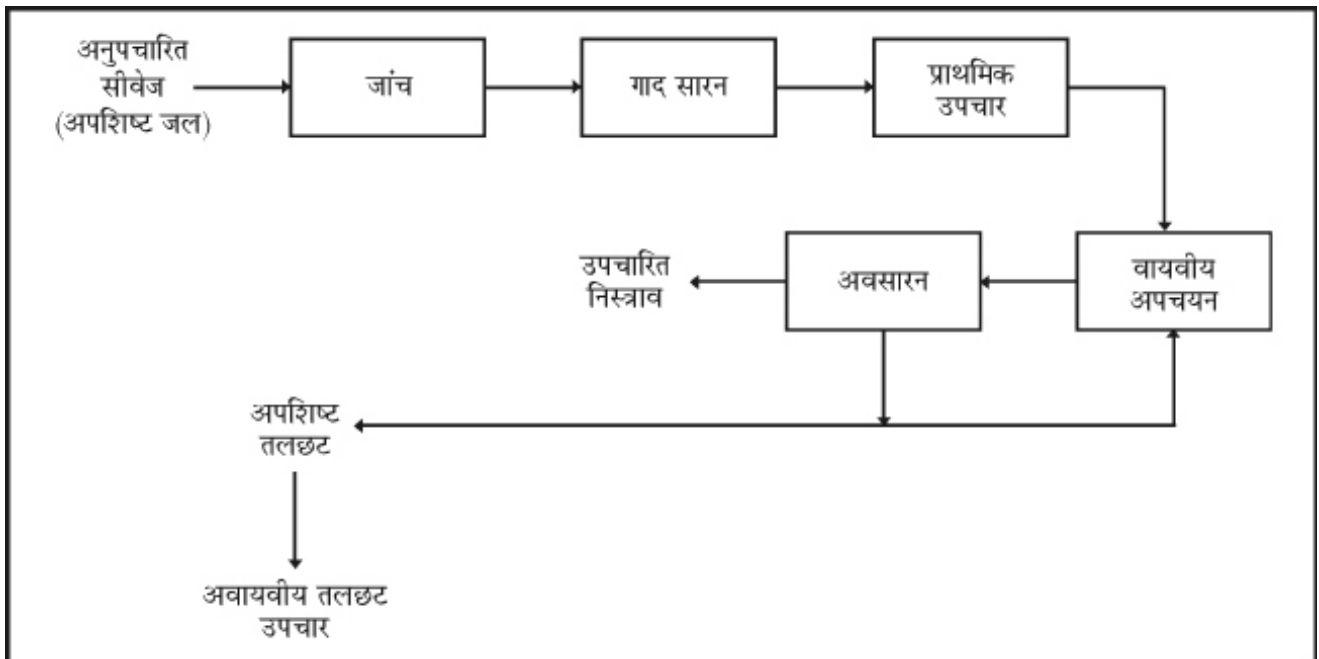 अनुपचारित
सीवेज
(अपशिष्ट जल)
जांच
गाद सारन
प्राथमिक
उपचार
उपचारित
निस्त्राव
अवसारन
वायवीय
अपचयन
अपशिष्ट
तलछट
अवायवीय तलछट
उपचार